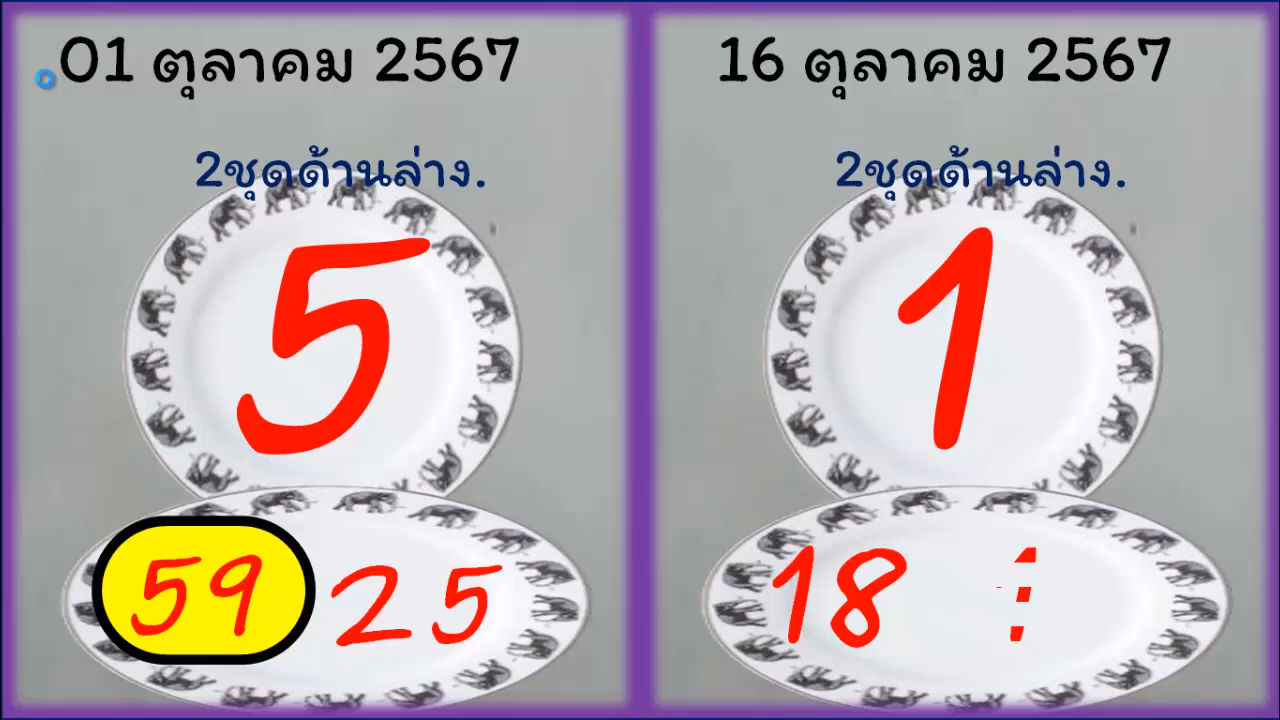 01 ตุลาคม 2567
2ชุดด้านล่าง.
5
59 25
16 ตุลาคม 2567
2ชุดด้านล่าง.
1
18